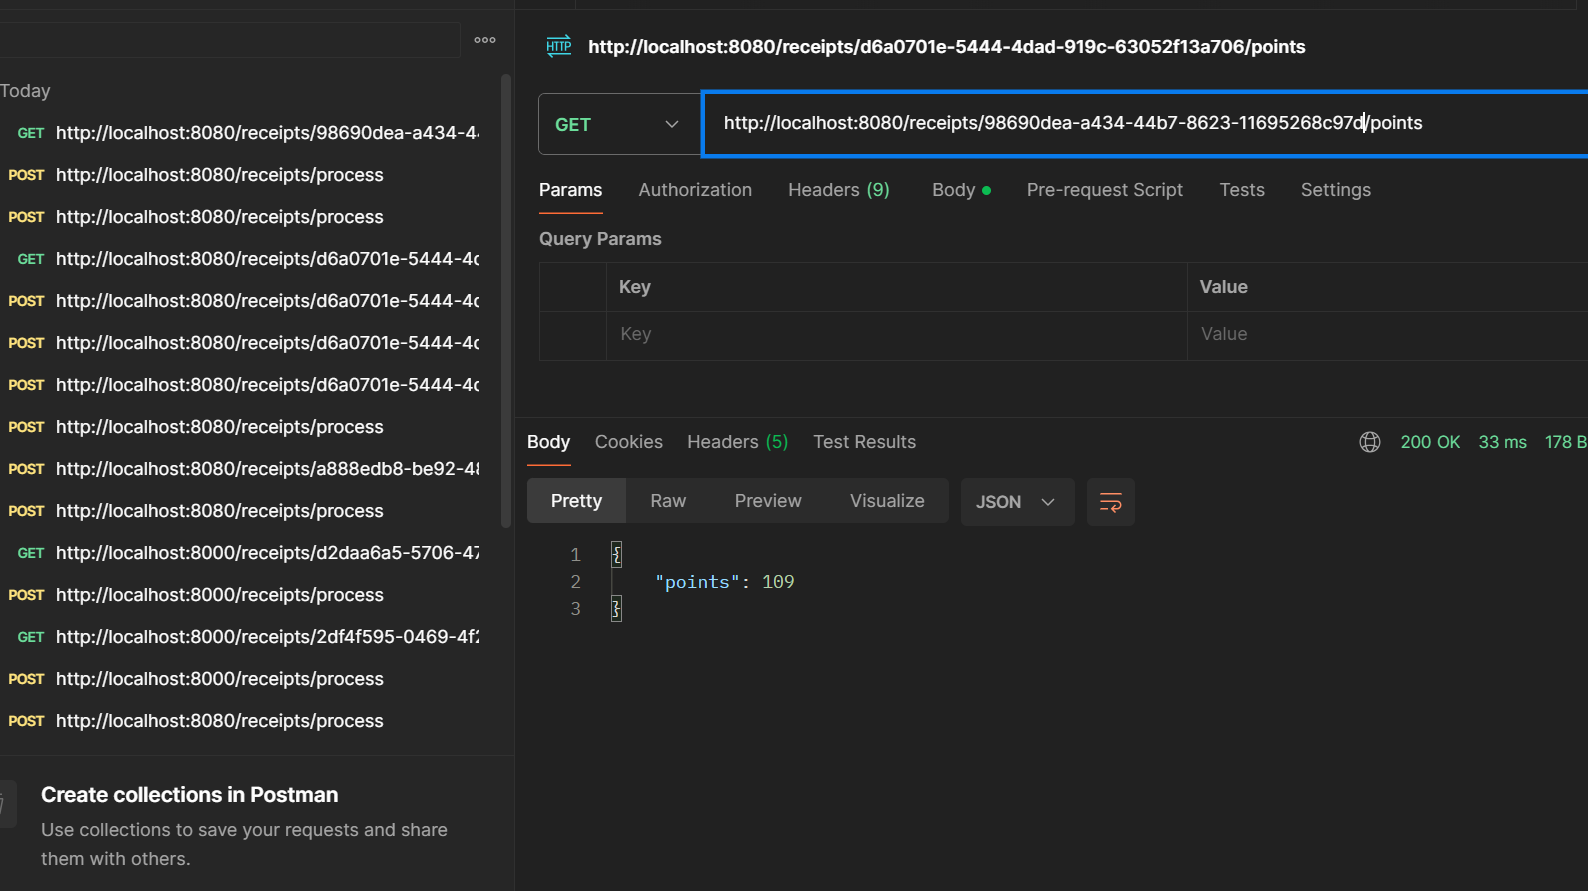 Today
GET http://localhost:8080/receipts/98690dea-a434-44
POST http://localhost:8080/receipts/process
POST http://localhost:8080/receipts/process
GET http://localhost:8080/receipts/d6a0701e-5444-4d
POST http://localhost:8080/receipts/d6a0701e-5444-4d
POST http://localhost:8080/receipts/d6a0701e-5444-4d
POST http://localhost:8080/receipts/d6a0701e-5444-4d
POST http://localhost:8080/receipts/process
POST http://localhost:8080/receipts/a888edb8-be92-48
POST http://localhost:8080/receipts/process
GET http://localhost:8000/receipts/d2daa6a5-5706-47
POST http://localhost:8000/receipts/process
GET http://localhost:8000/receipts/2df4f595-0469-4f2
POST http://localhost:8000/receipts/process
POST http://localhost:8080/receipts/process
Create collections in Postman
Use collections to save your requests and share
them with others.
HTTP http://localhost:8080/receipts/d6a0701e-5444-4dad-919c-63052f13a706/points
GET http://localhost:8080/receipts/98690dea-a434-44b7-8623-11695268c97d/points
Params Authorization Headers (9) Body Pre-request Script Tests Settings
Query Params
Key Value
Key Value
Body Cookies Headers (5) Test Results 200 OK 33 ms 178 B
Pretty Raw Preview Visualize JSON
1 {
2 "points": 109
3 }